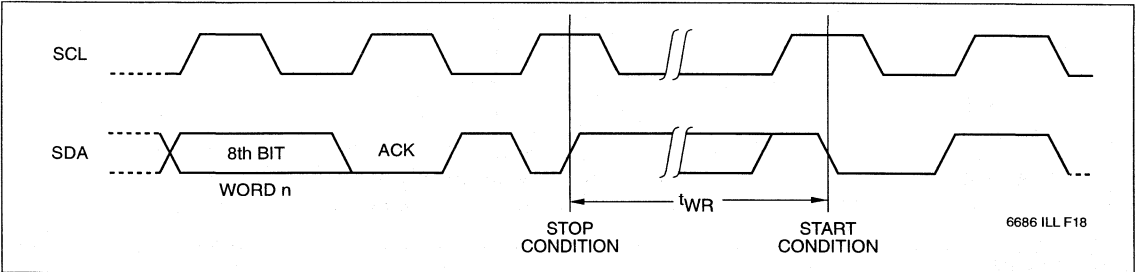 SCL
SDA
8th BIT
ACK
WORD n
tWR
STOP
CONDITION
START
CONDITION
6686 ILL F18